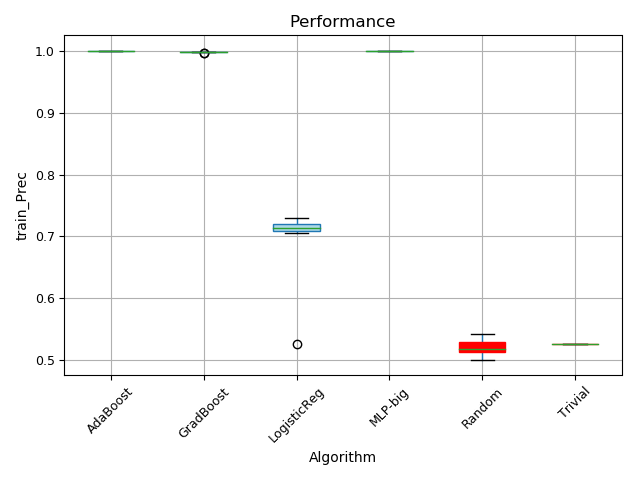 Performance
train_Prec
1.0
0.9
0.8
0.7
0.6
0.5
AdaBoost
GradBoost
LogisticReg
MLP-big
Random
Trivial
Algorithm